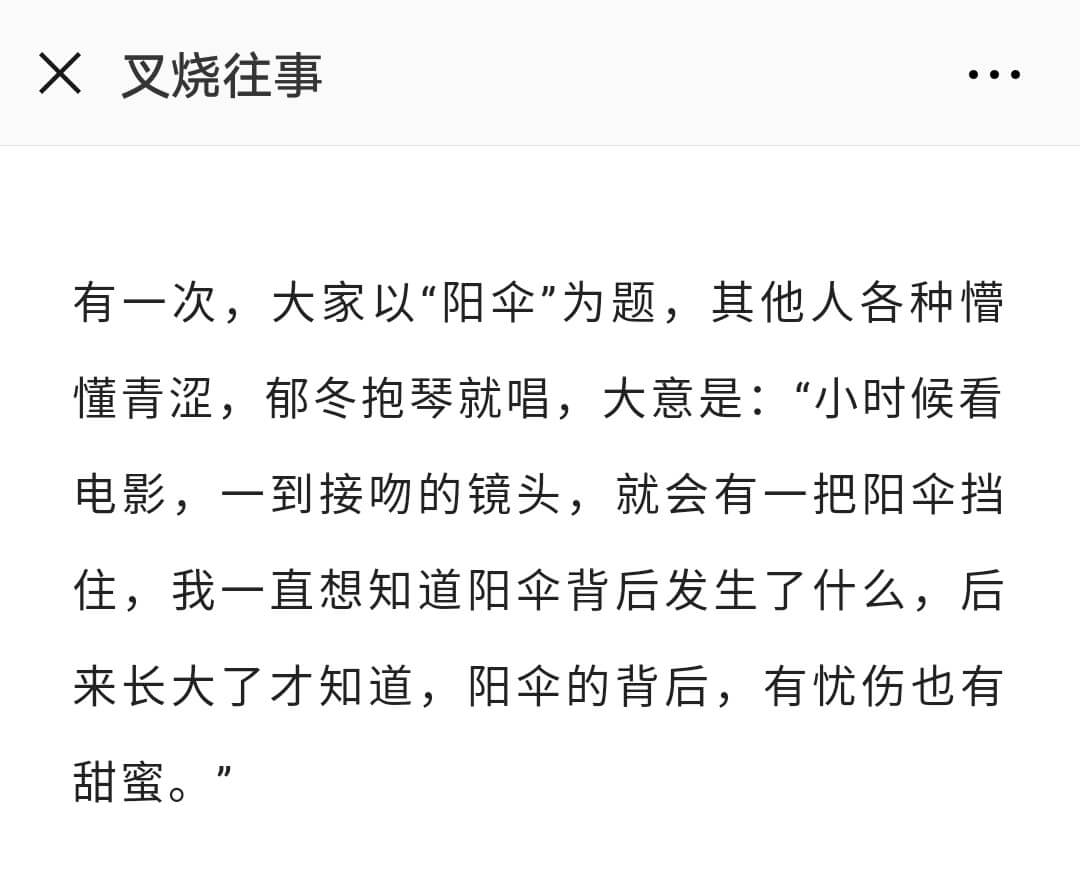 叉烧往事
有一次，大家以“阳伞”为题，其他人各种懵
懂青涩，郁冬抱琴就唱，大意是：“小时候看
电影，一到接吻的镜头，就会有一把阳伞挡
住，我一直想知道阳伞背后发生了什么，后
来长大了才知道，阳伞的背后，有忧伤也有
甜蜜。”